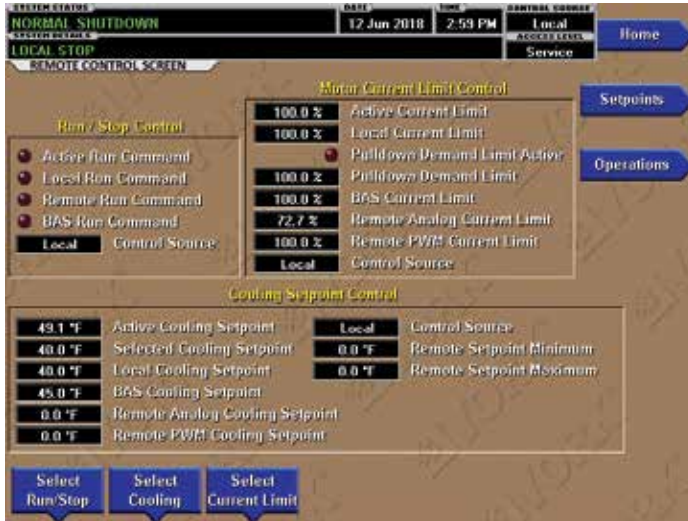 SYSTEM STATUS
NORMAL SHUTDOWN
DATE
12 Jun 2018
TIME
2:59 PM
CONTROL SOURCE
Local
Home
SYSTEM DETAILS
LOCAL STOP
ACCESS LEVEL
Service
REMOTE CONTROL SCREEN
Motor Current Limit Control
100.0 % Active Current Limit
100.0 % Local Current Limit
Pulldown Demand Limit Active
100.0 % Pulldown Demand Limit
100.0 % BAS Current Limit
72.7 % Remote Analog Current Limit
100.0 % Remote PWM Current Limit
Local Control Source
Setpoints
Operations
Run / Stop Control
Active Run Command
Local Run Command
Remote Run Command
BAS Run Command
Local Control Source
Cooling Setpoint Control
49.1 °F Active Cooling Setpoint
40.0 °F Selected Cooling Setpoint
40.0 °F Local Cooling Setpoint
45.0 °F BAS Cooling Setpoint
0.0 °F Remote Analog Cooling Setpoint
0.0 °F Remote PWM Cooling Setpoint
Local Control Source
0.0 °F Remote Setpoint Minimum
0.0 °F Remote Setpoint Maximum
Select Run/Stop
Select Cooling
Select Current Limit
YORK